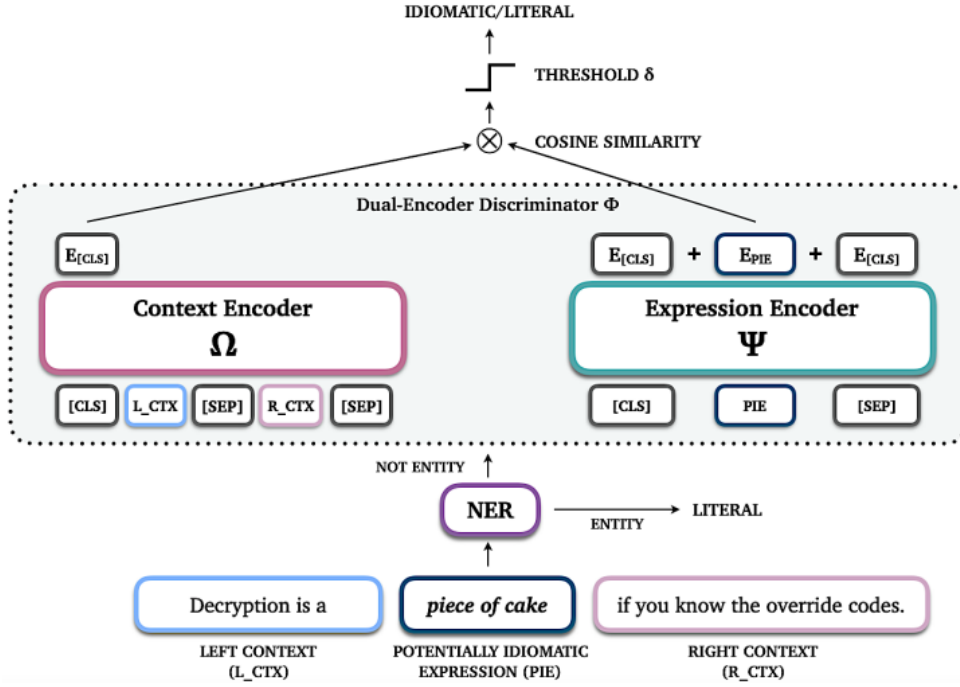 IDIOMATIC/LITERAL
THRESHOLD δ
COSINE SIMILARITY
Dual-Encoder Discriminator Φ
E[CLS]
E[CLS] + EPIE + E[CLS]
Context Encoder
Ω
Expression Encoder
Ψ
[CLS] L_CTX [SEP] R_CTX [SEP]
[CLS] PIE [SEP]
NOT ENTITY
NER
ENTITY
LITERAL
Decryption is a
piece of cake
if you know the override codes.
LEFT CONTEXT
(L_CTX)
POTENTIALLY IDIOMATIC
EXPRESSION (PIE)
RIGHT CONTEXT
(R_CTX)